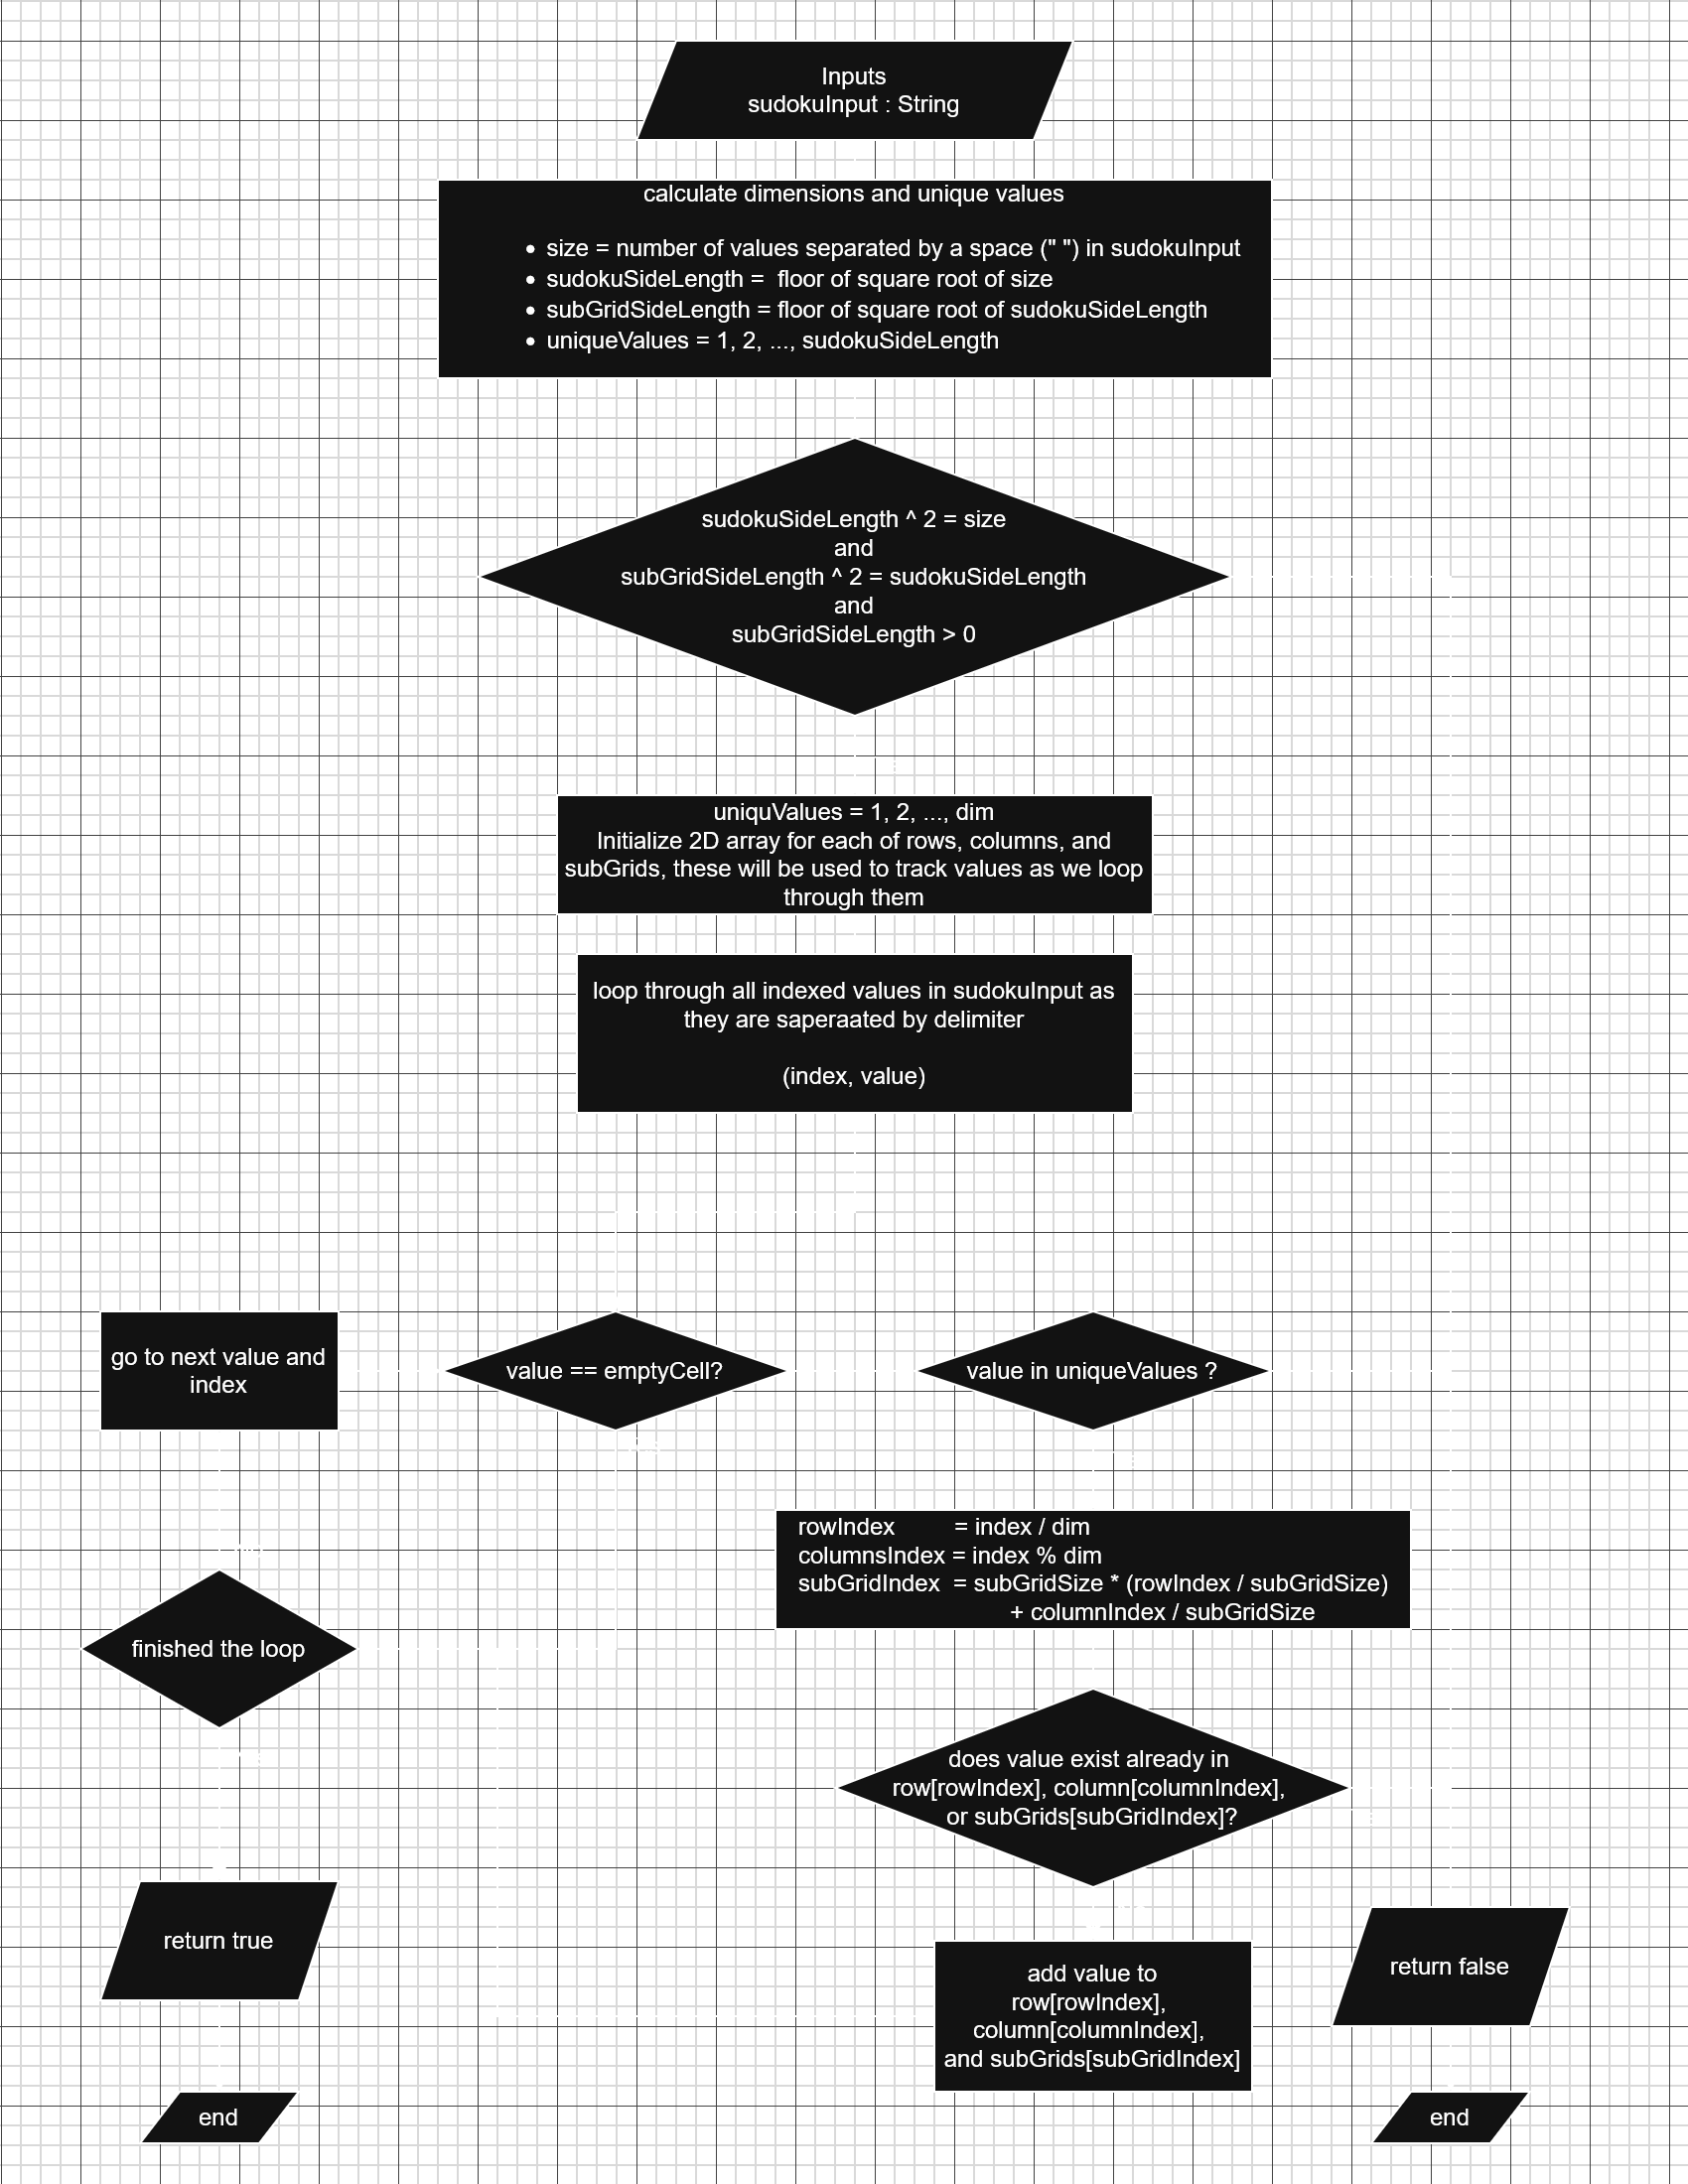 Inputs
sudokuInput : String
calculate dimensions and unique values
• size = number of values separated by a space (" ") in sudokuInput
• sudokuSideLength =  floor of square root of size
• subGridSideLength = floor of square root of sudokuSideLength
• uniqueValues = 1, 2, ..., sudokuSideLength
sudokuSideLength ^ 2 = size
and
subGridSideLength ^ 2 = sudokuSideLength
and
subGridSideLength > 0
uniquValues = 1, 2, ..., dim
Initialize 2D array for each of rows, columns, and
subGrids, these will be used to track values as we loop
through them
loop through all indexed values in sudokuInput as
they are saperaated by delimiter
(index, value)
go to next value and
index
value == emptyCell?
value in uniqueValues ?
rowIndex = index / dim
columnsIndex = index % dim
subGridIndex = subGridSize * (rowIndex / subGridSize)
+ columnIndex / subGridSize
finished the loop
does value exist already in
row[rowIndex], column[columnIndex],
or subGrids[subGridIndex]?
return true
add value to
row[rowIndex],
column[columnIndex],
and subGrids[subGridIndex]
return false
end
end